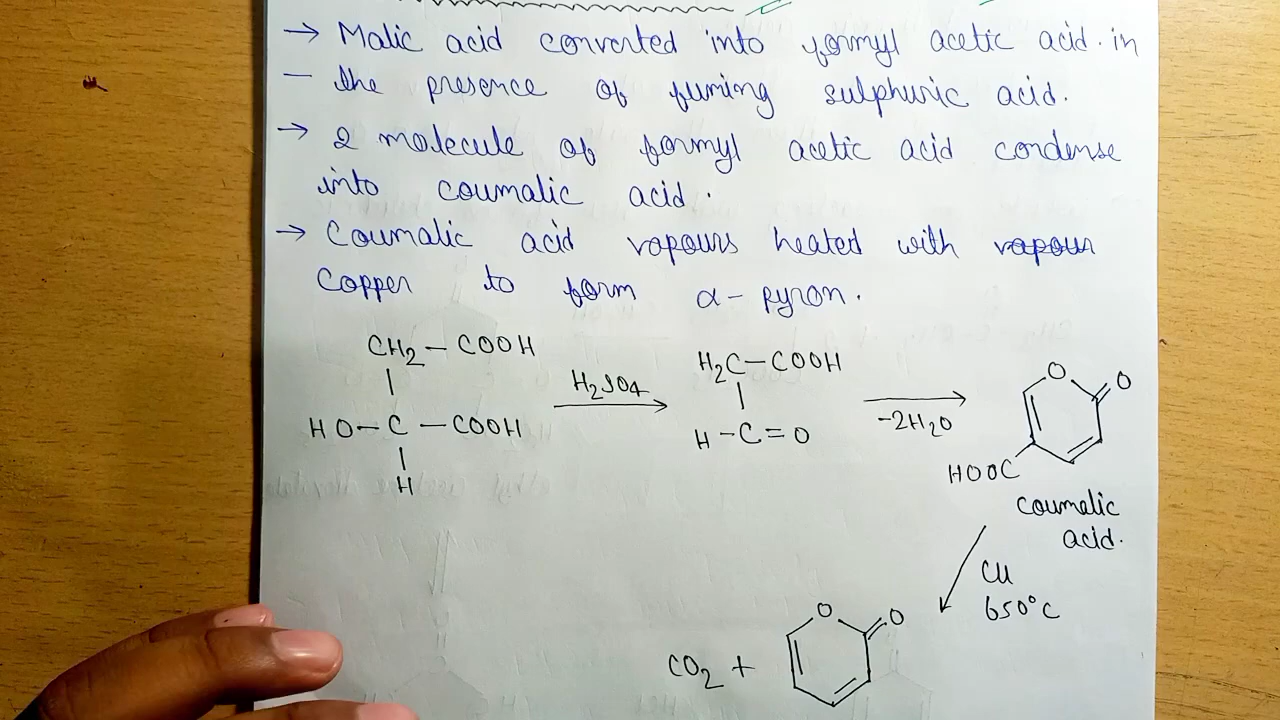 → Malic acid converted into formyl acetic acid. in
– the presence of fuming sulphuric acid.
→ 2 molecule of formyl acetic acid condense
into coumalic acid.
→ Coumalic acid vapours heated with vapour
Copper to form α- pyron.
CH2 – COOH
HO – C – COOH
H
H2SO4
H2C – COOH
H – C = O
-2H2O
O
O
HOOC
coumalic
acid.
Cu
650°C
CO2 +
O
O